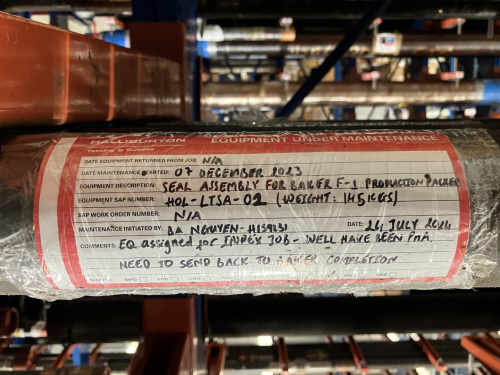 HALLIBURTON EQUIPMENT UNDER MAINTENANCE
DATE EQUIPMENT RETURNED FROM JOB: N/A
DATE MAINTENANCE STARTED: 07 DECEMBER 2023
EQUIPMENT DESCRIPTION: SEAL ASSEMBLY FOR BAKER F-1 PRODUCTION PACKER
EQUIPMENT SAP NUMBER: HOL-LTSA-02 (WEIGHT: 145KGS)
SAP WORK ORDER NUMBER: N/A
MAINTENANCE INITIATED BY: BA NGUYEN-H159231 DATE: 26 JULY 2024
COMMENTS: EQ assigned for INPEX JOB - WELL HAVE BEEN PnA.
NEED TO SEND BACK TO BAKER COMPLETION